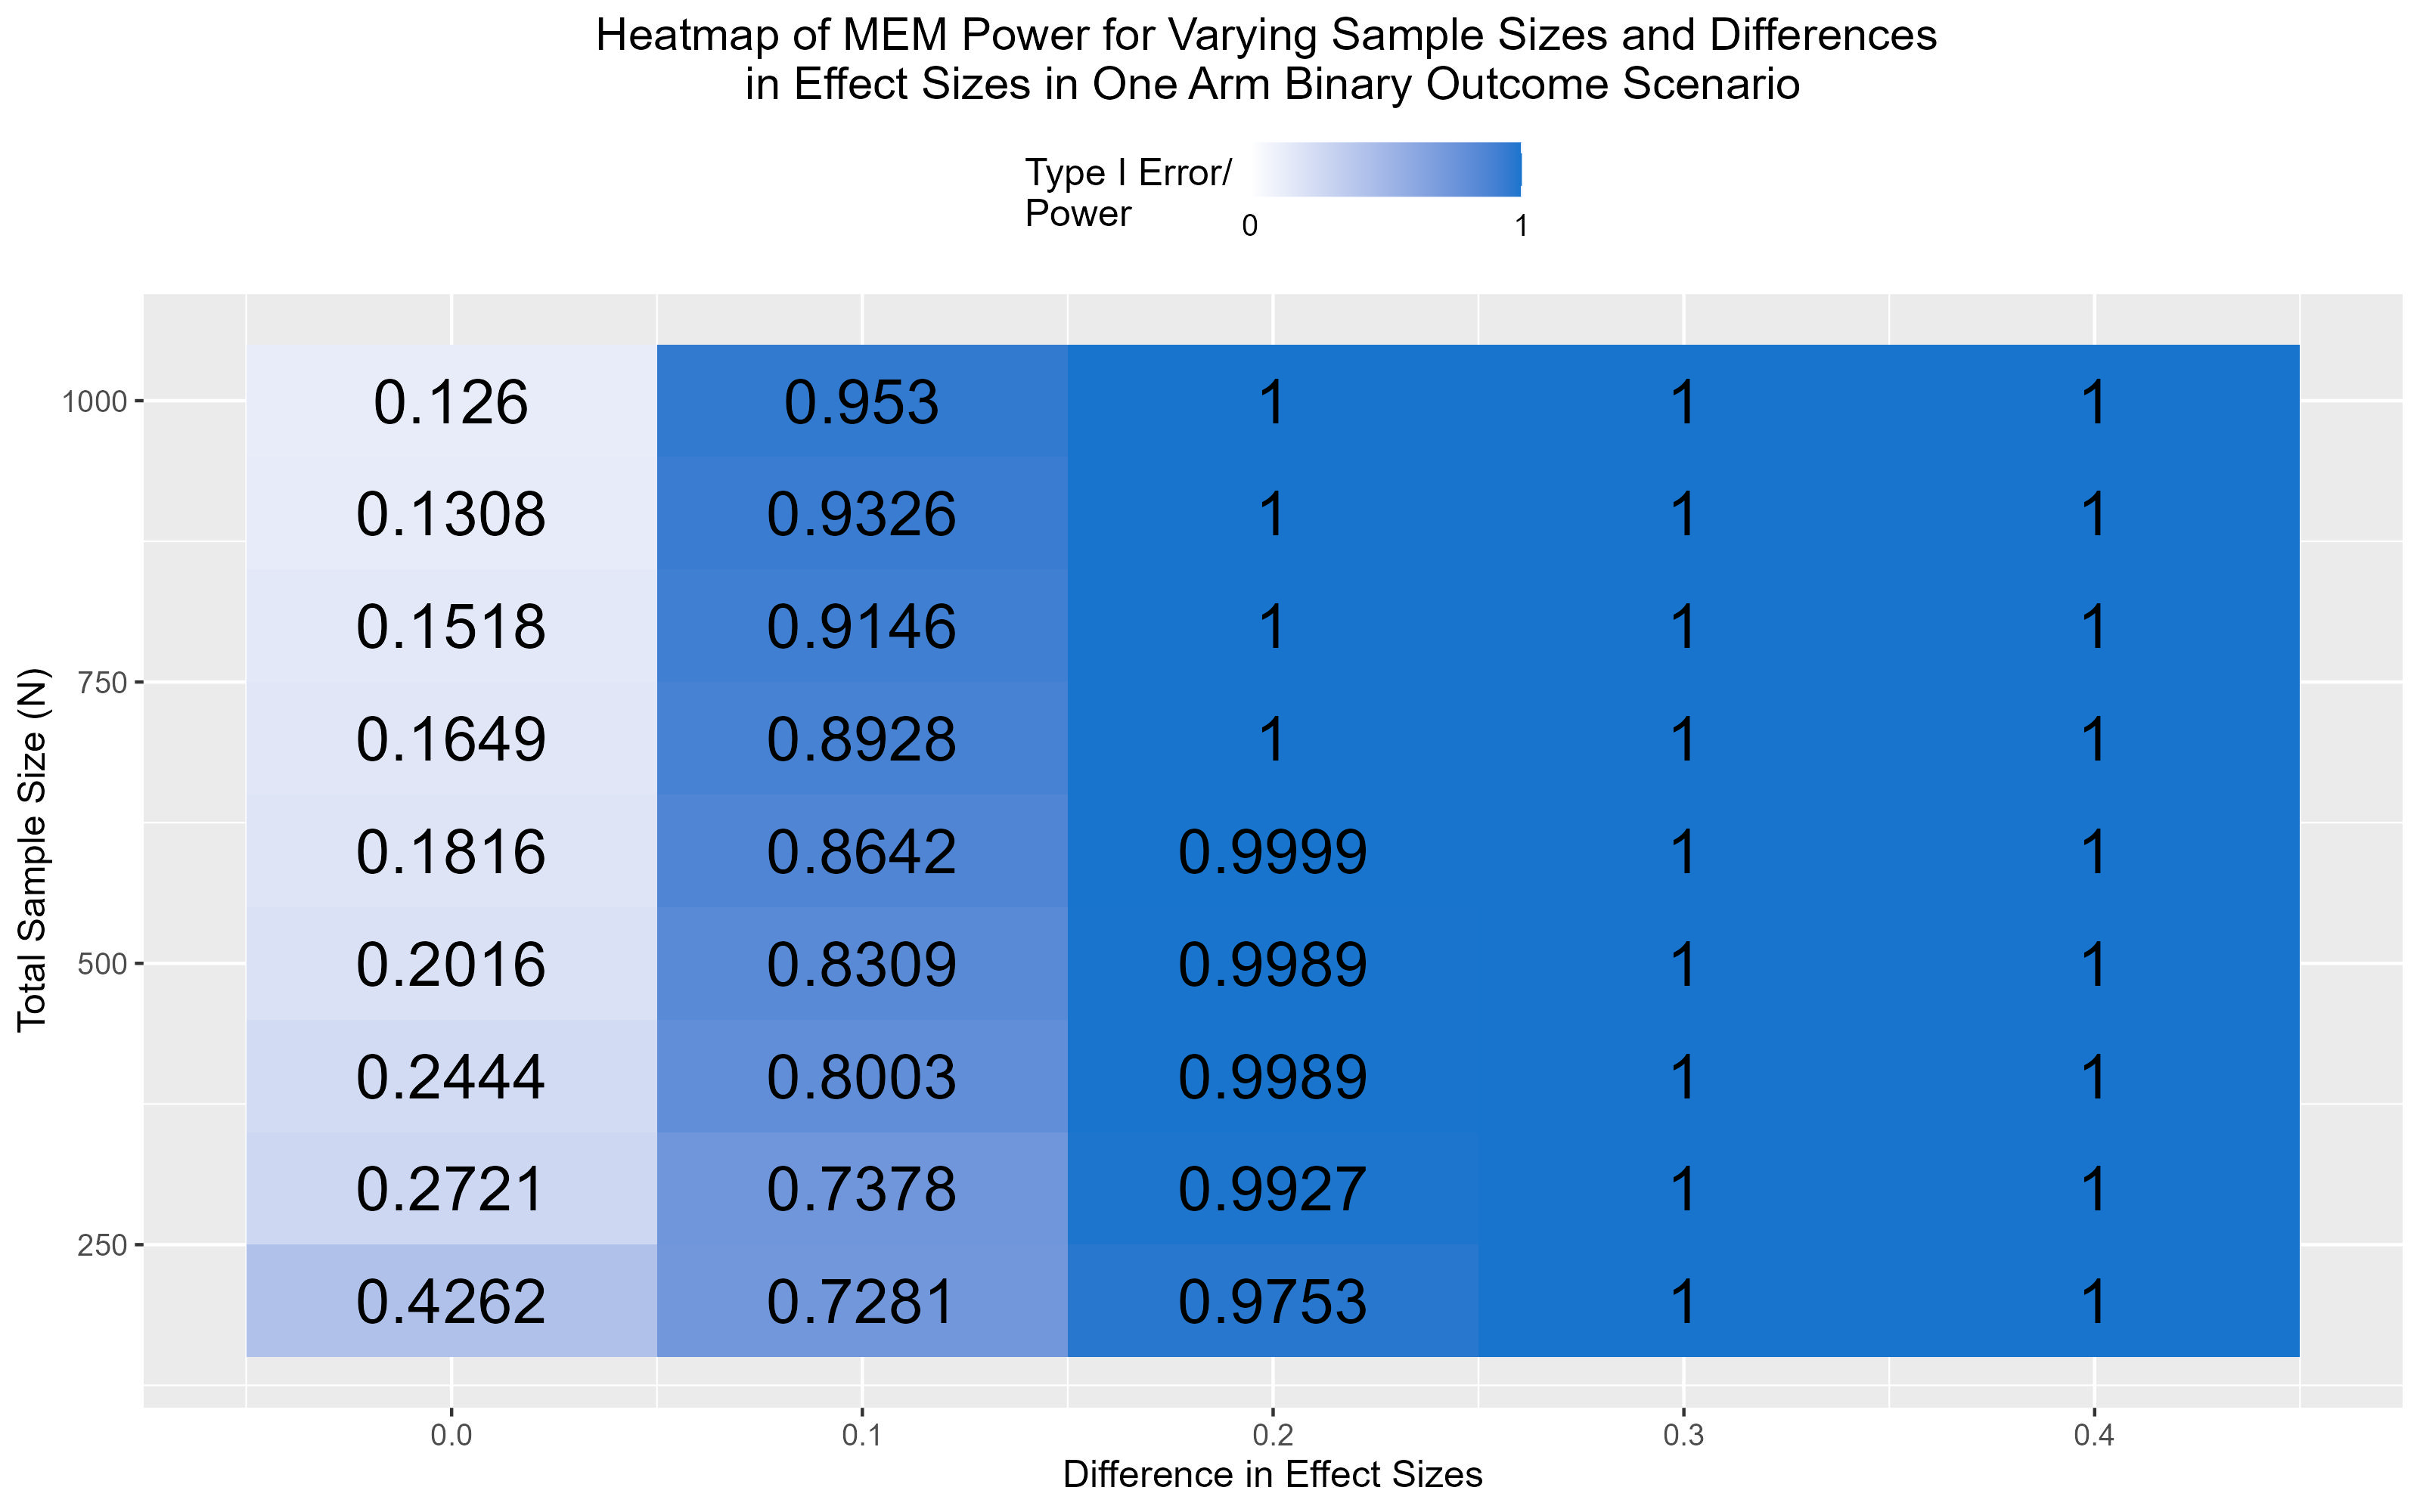 Heatmap of MEM Power for Varying Sample Sizes and Differences
in Effect Sizes in One Arm Binary Outcome Scenario
Type I Error/
Power
0 1
1000 0.126 0.953 1 1 1
0.1308 0.9326 1 1 1
0.1518 0.9146 1 1 1
750
0.1649 0.8928 1 1 1
0.1816 0.8642 0.9999 1 1
500 0.2016 0.8309 0.9989 1 1
0.2444 0.8003 0.9989 1 1
0.2721 0.7378 0.9927 1 1
250
0.4262 0.7281 0.9753 1 1
Total Sample Size (N)
0.0 0.1 0.2 0.3 0.4
Difference in Effect Sizes